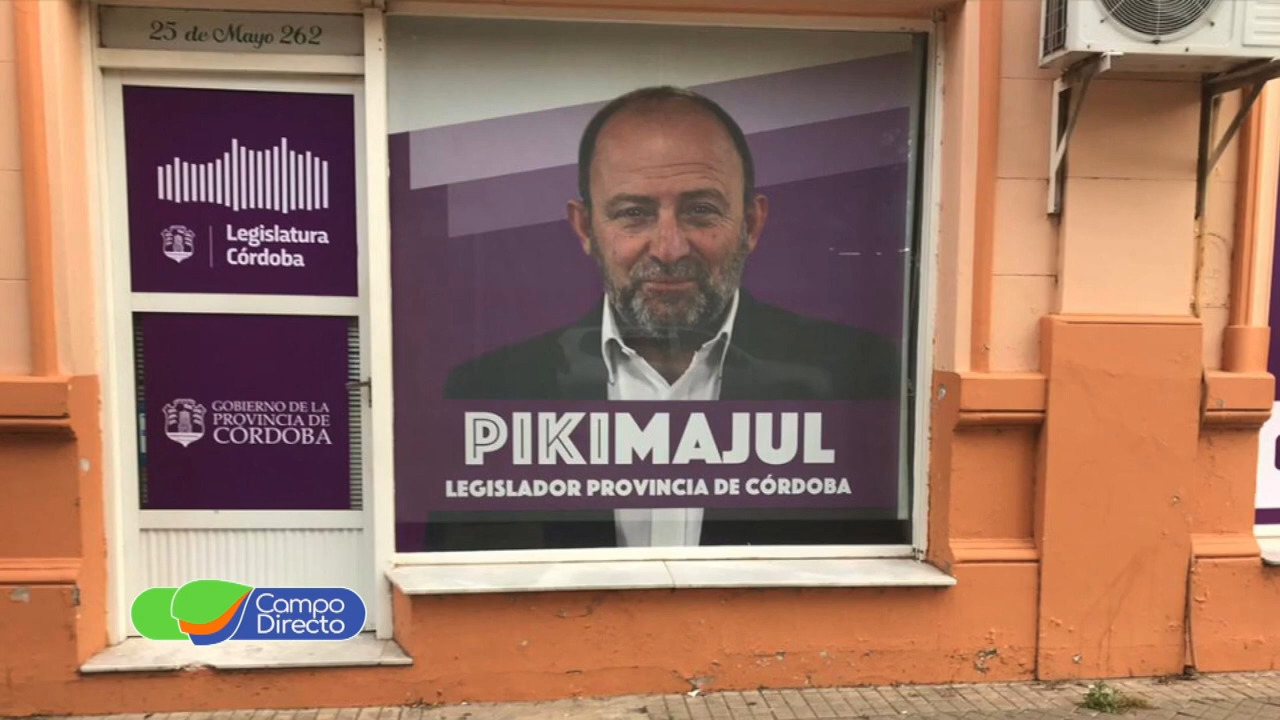 25 de Mayo 262
Legislatura
Córdoba
GOBIERNO DE LA
PROVINCIA DE
CÓRDOBA
PIKIMAJUL
LEGISLADOR PROVINCIA DE CÓRDOBA
Campo
Directo